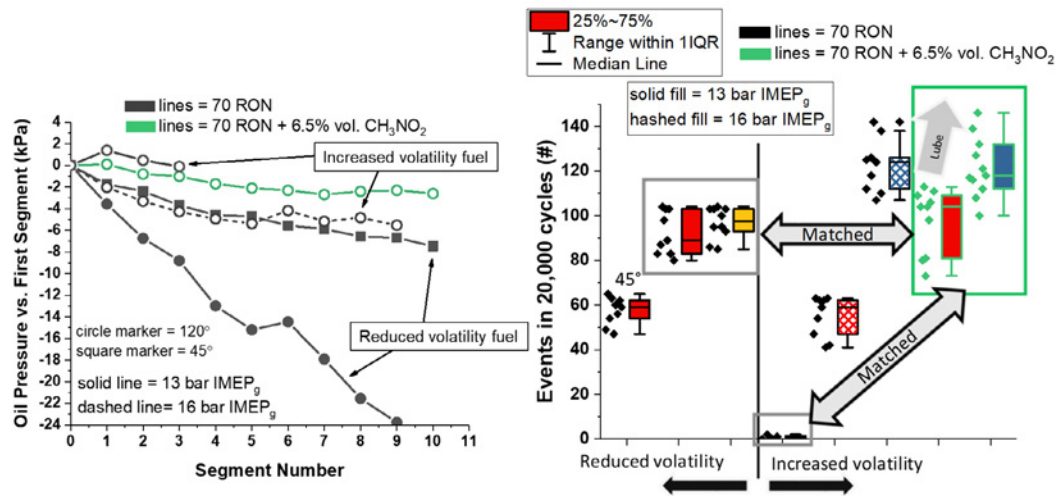 lines = 70 RON
lines = 70 RON + 6.5% vol. CH₃NO₂
Oil Pressure vs. First Segment (kPa)
4
2
0
-2
-4
-6
-8
-10
-12
-14
-16
-18
-20
-22
-24
Increased volatility fuel
Reduced volatility fuel
circle marker = 120°
square marker = 45°
solid line = 13 bar IMEPg
dashed line= 16 bar IMEPg
0 1 2 3 4 5 6 7 8 9 10 11
Segment Number
25%~75%
Range within 1IQR
Median Line
lines = 70 RON
lines = 70 RON + 6.5% vol. CH₃NO₂
solid fill = 13 bar IMEPg
hashed fill = 16 bar IMEPg
Events in 20,000 cycles (#)
140
120
100
80
60
40
20
0
Lube
Matched
45°
Matched
Reduced volatility
Increased volatility